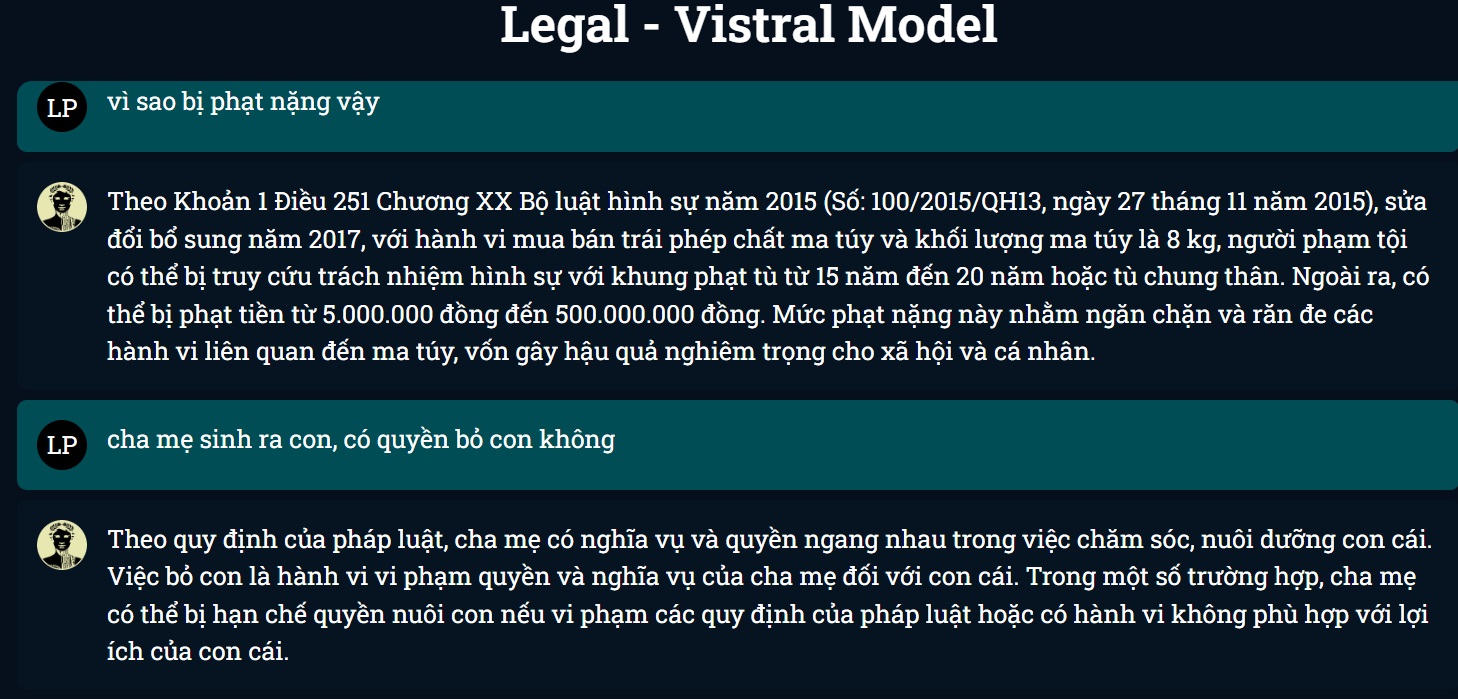 Legal - Vistral Model
LP
vì sao bị phạt nặng vậy
Theo Khoản 1 Điều 251 Chương XX Bộ luật hình sự năm 2015 (Số: 100/2015/QH13, ngày 27 tháng 11 năm 2015), sửa
đổi bổ sung năm 2017, với hành vi mua bán trái phép chất ma túy và khối lượng ma túy là 8 kg, người phạm tội
có thể bị truy cứu trách nhiệm hình sự với khung phạt tù từ 15 năm đến 20 năm hoặc tù chung thân. Ngoài ra, có
thể bị phạt tiền từ 5.000.000 đồng đến 500.000.000 đồng. Mức phạt nặng này nhằm ngăn chặn và răn đe các
hành vi liên quan đến ma túy, vốn gây hậu quả nghiêm trọng cho xã hội và cá nhân.
LP
cha mẹ sinh ra con, có quyền bỏ con không
Theo quy định của pháp luật, cha mẹ có nghĩa vụ và quyền ngang nhau trong việc chăm sóc, nuôi dưỡng con cái.
Việc bỏ con là hành vi vi phạm quyền và nghĩa vụ của cha mẹ đối với con cái. Trong một số trường hợp, cha mẹ
có thể bị hạn chế quyền nuôi con nếu vi phạm các quy định của pháp luật hoặc có hành vi không phù hợp với lợi
ích của con cái.